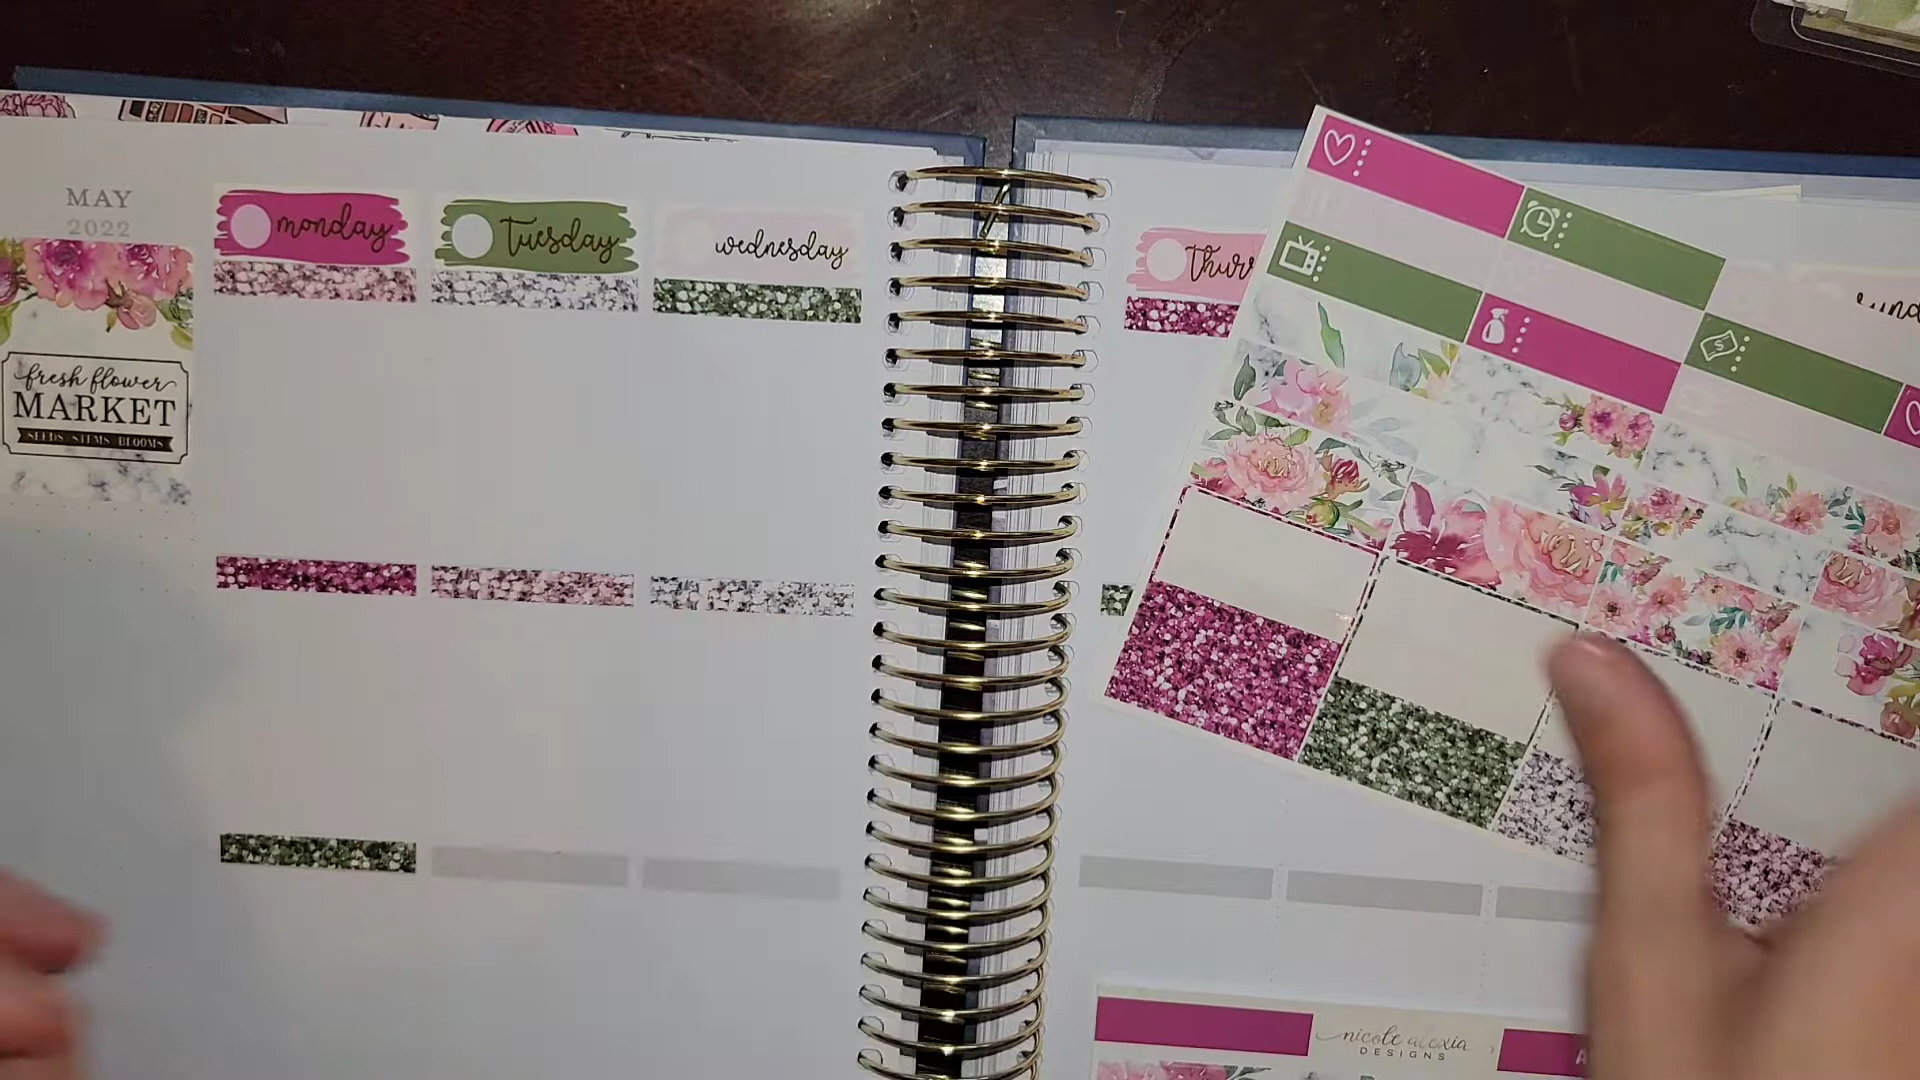 MAY
2022
monday
Tuesday
wednesday
fresh flower
MARKET
SEEDS STEMS BLOOMS
nicole alexia
DESIGNS